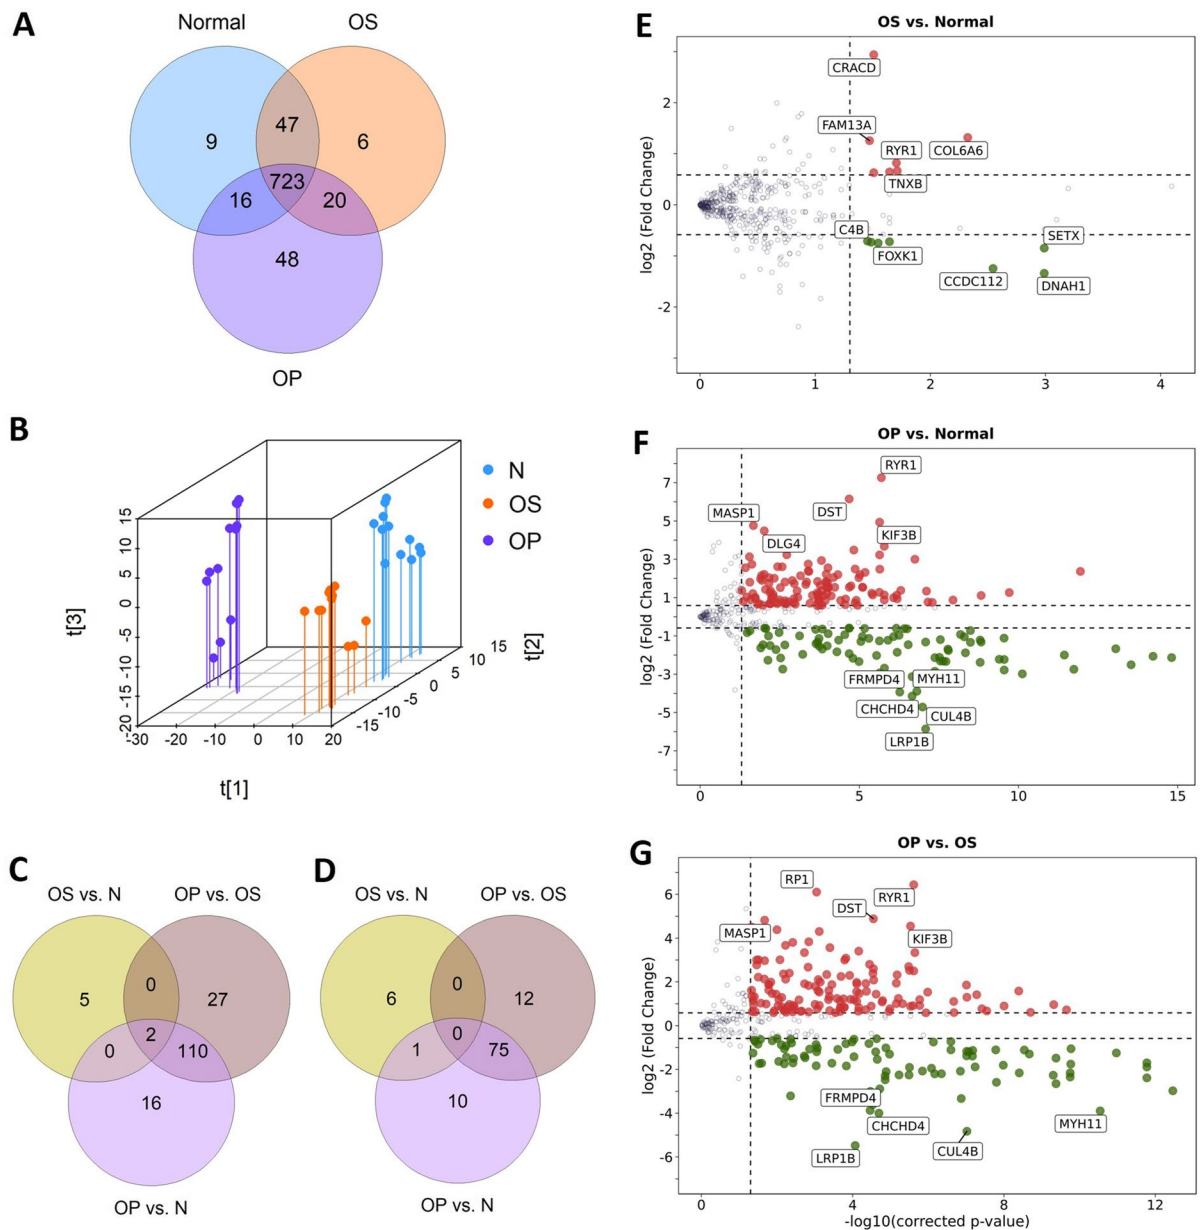 A
Normal OS
9 47 6
723
16 20
48
OP
B
N
OS
OP
15
10
5
0
-5
-10
-15
-20
t[3]
-30 -20 -10 0 10 20
t[1]
-15 -10 -5 0 5 10 15
t[2]
C
OS vs. N OP vs. OS
5 0 27
2
0 110
16
OP vs. N
D
OS vs. N OP vs. OS
6 0 12
0
1 75
10
OP vs. N
E
OS vs. Normal
CRACD
FAM13A
RYR1
COL6A6
TNXB
C4B
FOXK1
SETX
CCDC112
DNAH1
log2 (Fold Change)
2
0
-2
0 1 2 3 4
F
OP vs. Normal
RYR1
DST
MASP1
KIF3B
DLG4
FRMPD4
MYH11
CHCHD4
CUL4B
LRP1B
log2 (Fold Change)
7
5
3
1
-1
-3
-5
-7
0 5 10 15
G
OP vs. OS
RP1
RYR1
DST
MASP1
KIF3B
FRMPD4
CHCHD4
MYH11
CUL4B
LRP1B
log2 (Fold Change)
6
4
2
0
-2
-4
-6
0 4 8 12
-log10(corrected p-value)